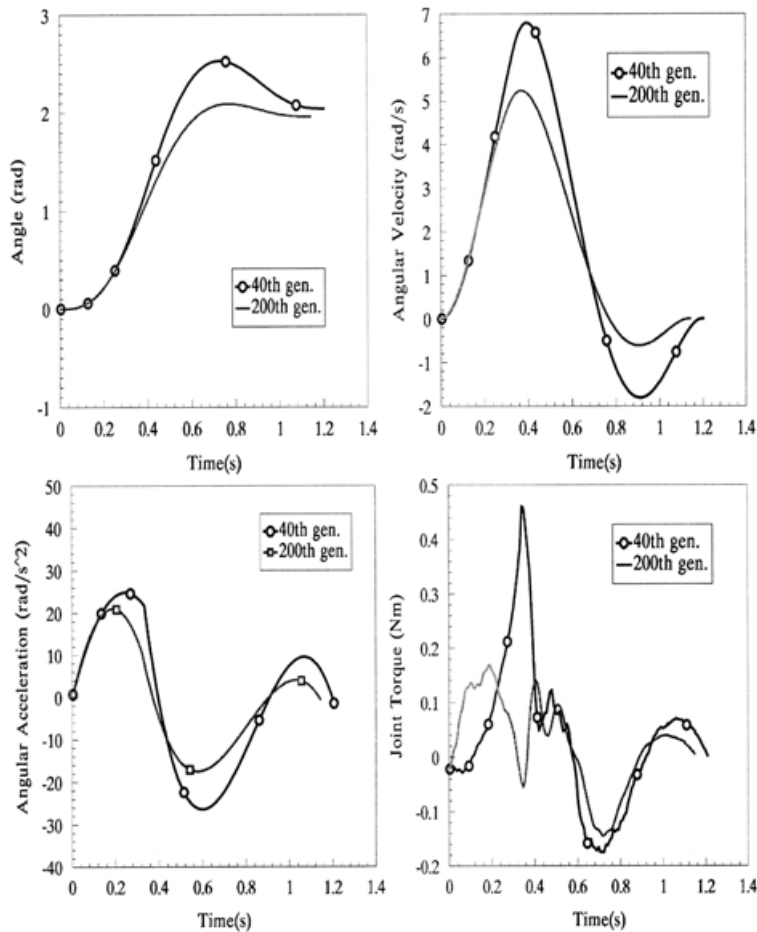 3
2
1
0
-1
Angle (rad)
40th gen.
200th gen.
0 0.2 0.4 0.6 0.8 1 1.2 1.4
Time(s)
7
6
5
4
3
2
1
0
-1
-2
Angular Velocity (rad/s)
40th gen.
200th gen.
0 0.2 0.4 0.6 0.8 1 1.2 1.4
Time(s)
50
40
30
20
10
0
-10
-20
-30
-40
Angular Acceleration (rad/s^2)
40th gen.
200th gen.
0 0.2 0.4 0.6 0.8 1 1.2 1.4
Time(s)
0.5
0.4
0.3
0.2
0.1
0
-0.1
-0.2
Joint Torque (Nm)
40th gen.
200th gen.
0 0.2 0.4 0.6 0.8 1 1.2 1.4
Time(s)